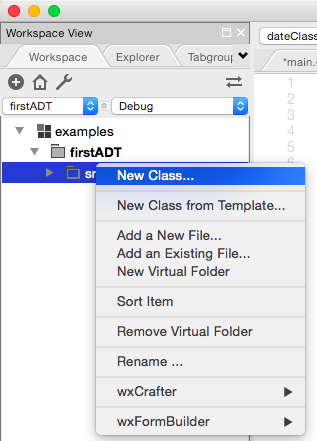 Workspace View
dateClass
Workspace
Explorer
Tabgroup
*main.c
firstADT
Debug
1
2
3
4
5
examples
firstADT
New Class...
New Class from Template...
Add a New File...
Add an Existing File...
New Virtual Folder
Sort Item
Remove Virtual Folder
Rename ...
wxCrafter
wxFormBuilder